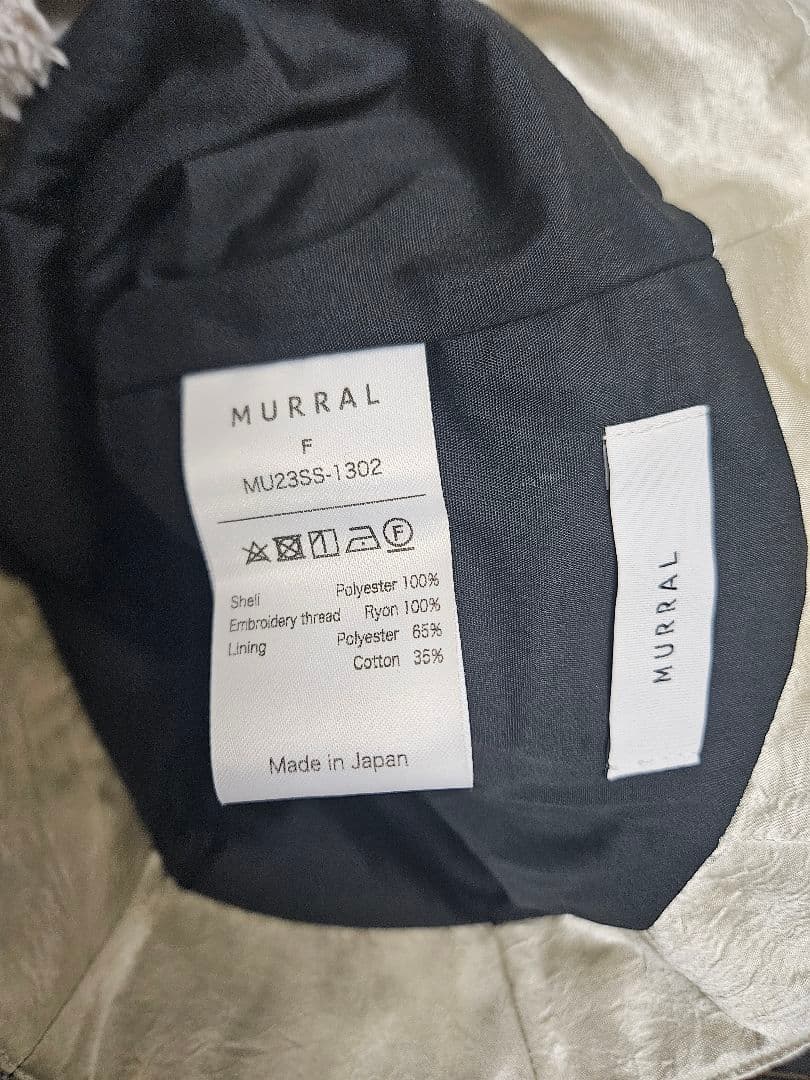 MURRAL
F
MU23SS-1302
F
Shell Polyester 100%
Embroidery thread Ryon 100%
Lining Polyester 65%
Cotton 35%
Made in Japan
MURRAL